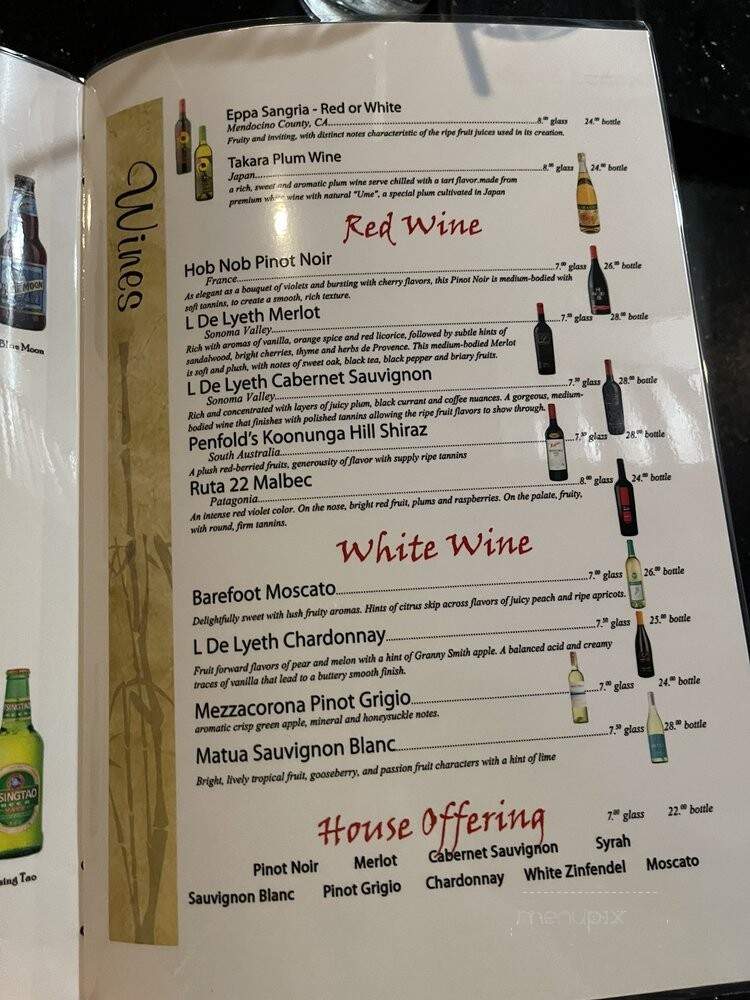 Wines
Eppa Sangria - Red or White
Mendocino County, CA 8.00 glass 24.00 bottle
Fruity and inviting, with distinct notes characteristic of the ripe fruit juices used in its creation.
Takara Plum Wine
Japan 8.00 glass 24.00 bottle
a rich, sweet and aromatic plum wine serve chilled with a tart flavor.made from
premium white wine with natural "Ume", a special plum cultivated in Japan
Red Wine
Hob Nob Pinot Noir
France 7.00 glass 26.00 bottle
As elegant as a bouquet of violets and bursting with cherry flavors, this Pinot Noir is medium-bodied with
soft tannins, to create a smooth, rich texture.
L De Lyeth Merlot
Sonoma Valley 7.50 glass 28.00 bottle
Rich with aromas of vanilla, orange spice and red licorice, followed by subtle hints of
sandalwood, bright cherries, thyme and herbs de Provence. This medium-bodied Merlot
is soft and plush, with notes of sweet oak, black tea, black pepper and briary fruits.
L De Lyeth Cabernet Sauvignon
Sonoma Valley 7.50 glass 28.00 bottle
Rich and concentrated with layers of juicy plum, black currant and coffee nuances. A gorgeous, medium-
bodied wine that finishes with polished tannins allowing the ripe fruit flavors to show through.
Penfold's Koonunga Hill Shiraz
South Australia 7.50 glass 28.00 bottle
A plush red-berried fruits, generousity of flavor with supply ripe tannins
Ruta 22 Malbec
Patagonia 8.00 glass 24.00 bottle
An intense red violet color. On the nose, bright red fruit, plums and raspberries. On the palate, fruity,
with round, firm tannins.
White Wine
Barefoot Moscato 7.00 glass 26.00 bottle
Delightfully sweet with lush fruity aromas. Hints of citrus skip across flavors of juicy peach and ripe apricots.
L De Lyeth Chardonnay 7.50 glass 25.00 bottle
Fruit forward flavors of pear and melon with a hint of Granny Smith apple. A balanced acid and creamy
traces of vanilla that lead to a buttery smooth finish.
Mezzacorona Pinot Grigio 7.00 glass 24.00 bottle
aromatic crisp green apple, mineral and honeysuckle notes.
Matua Sauvignon Blanc 7.50 glass 28.00 bottle
Bright, lively tropical fruit, gooseberry, and passion fruit characters with a hint of lime
House Offering 7.00 glass 22.00 bottle
Pinot Noir Merlot Cabernet Sauvignon Syrah
Sauvignon Blanc Pinot Grigio Chardonnay White Zinfendel Moscato
Blue Moon
TSINGTAO
sing Tao
menupix